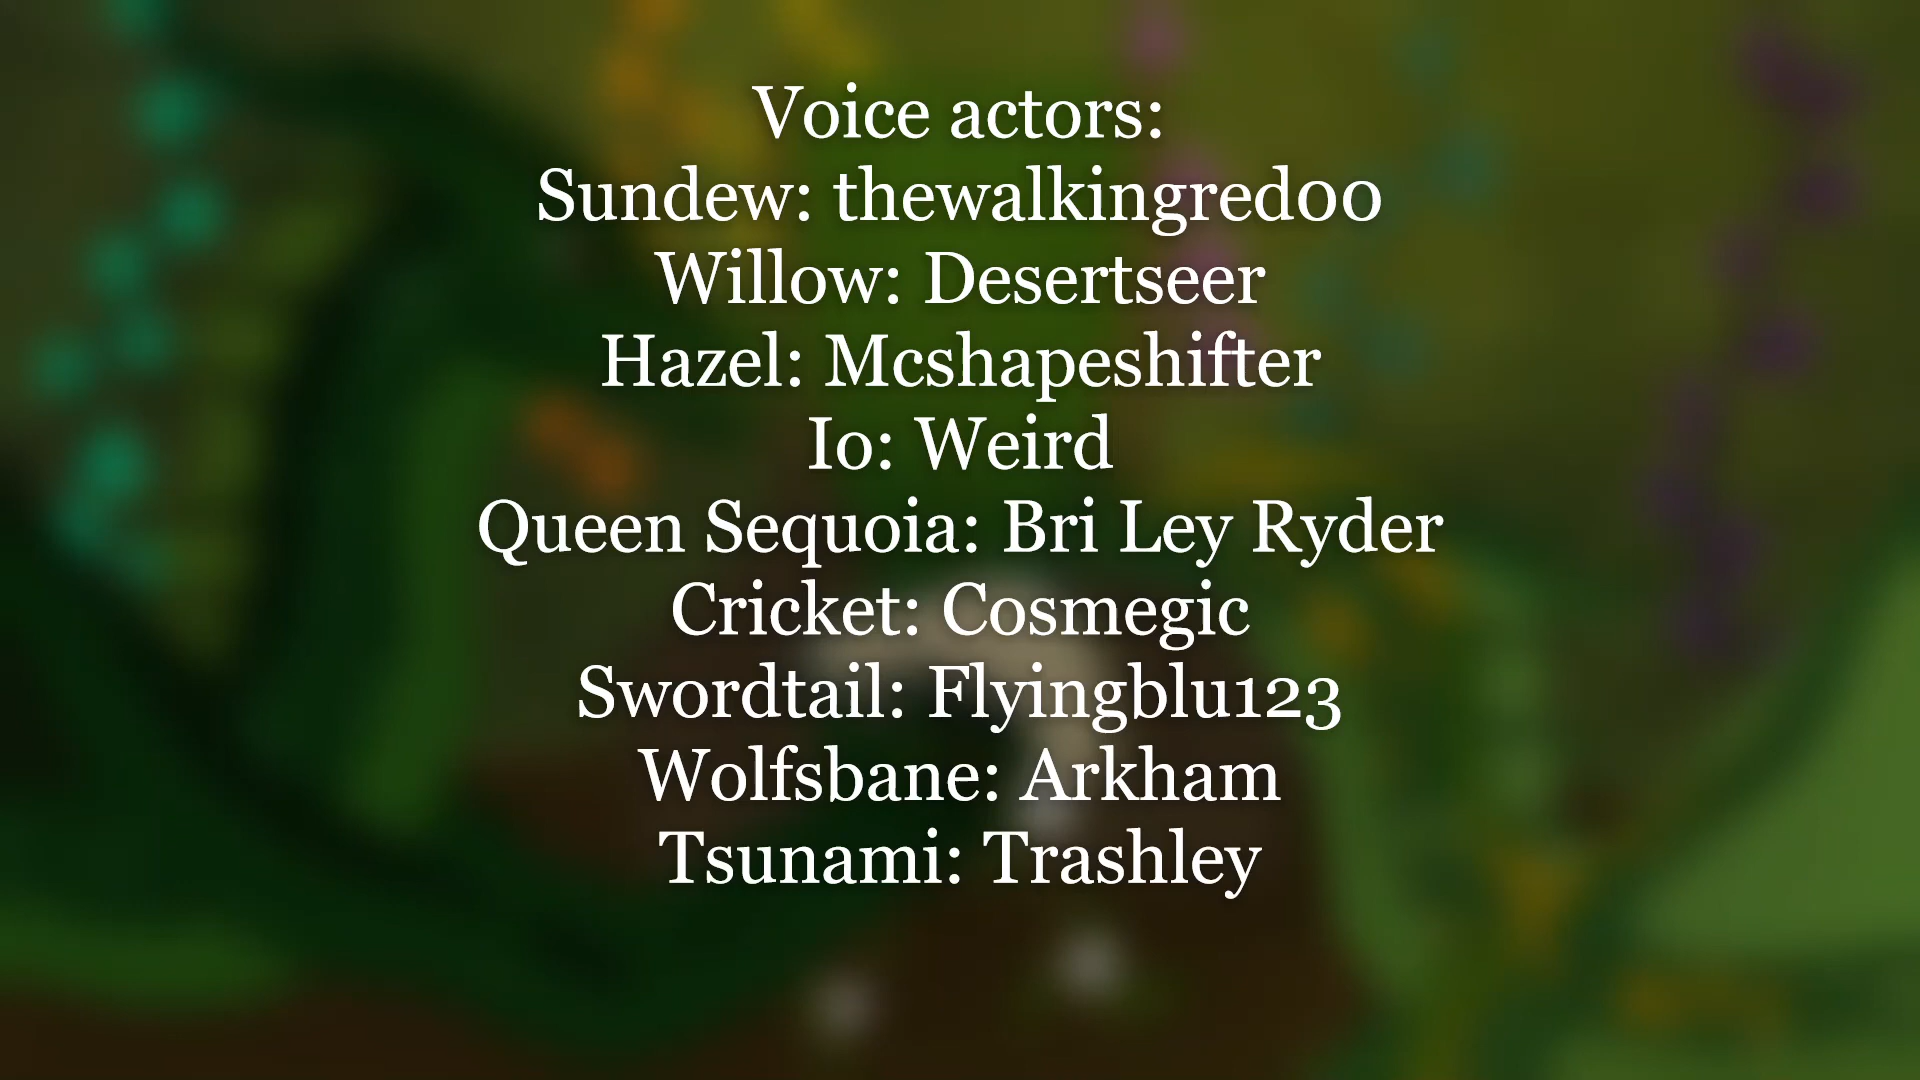 Voice actors:
Sundew: thewalkingred00
Willow: Desertseer
Hazel: Mcshapeshifter
Io: Weird
Queen Sequoia: Bri Ley Ryder
Cricket: Cosmegic
Swordtail: Flyingblu123
Wolfsbane: Arkham
Tsunami: Trashley